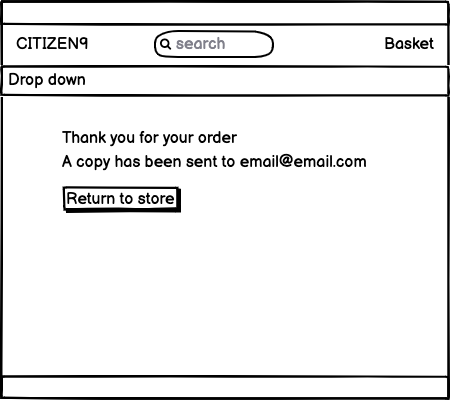 CITIZEN9
search
Basket
Drop down
Thank you for your order
A copy has been sent to email@email.com
Return to store